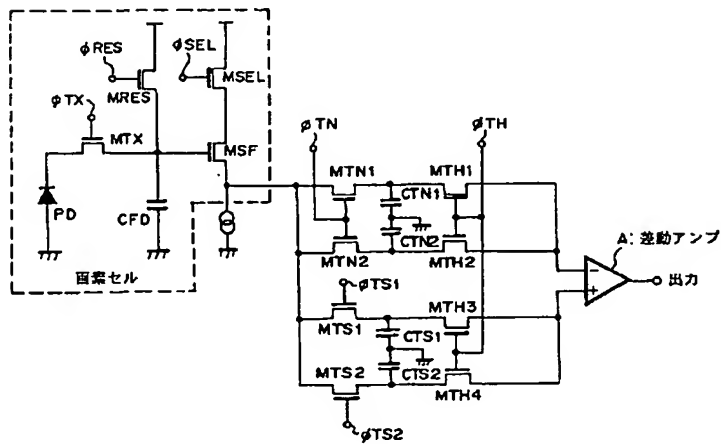 φRES
φSEL
MRES
MSEL
φTX
MTX
MSF
PD
CFD
画素セル
φTN
φTH
MTN1
MTH1
CTN1
CTN2
MTN2
MTH2
A:差動アンプ
−
+
出力
φTS1
MTS1
MTH3
CTS1
CTS2
MTS2
MTH4
φTS2